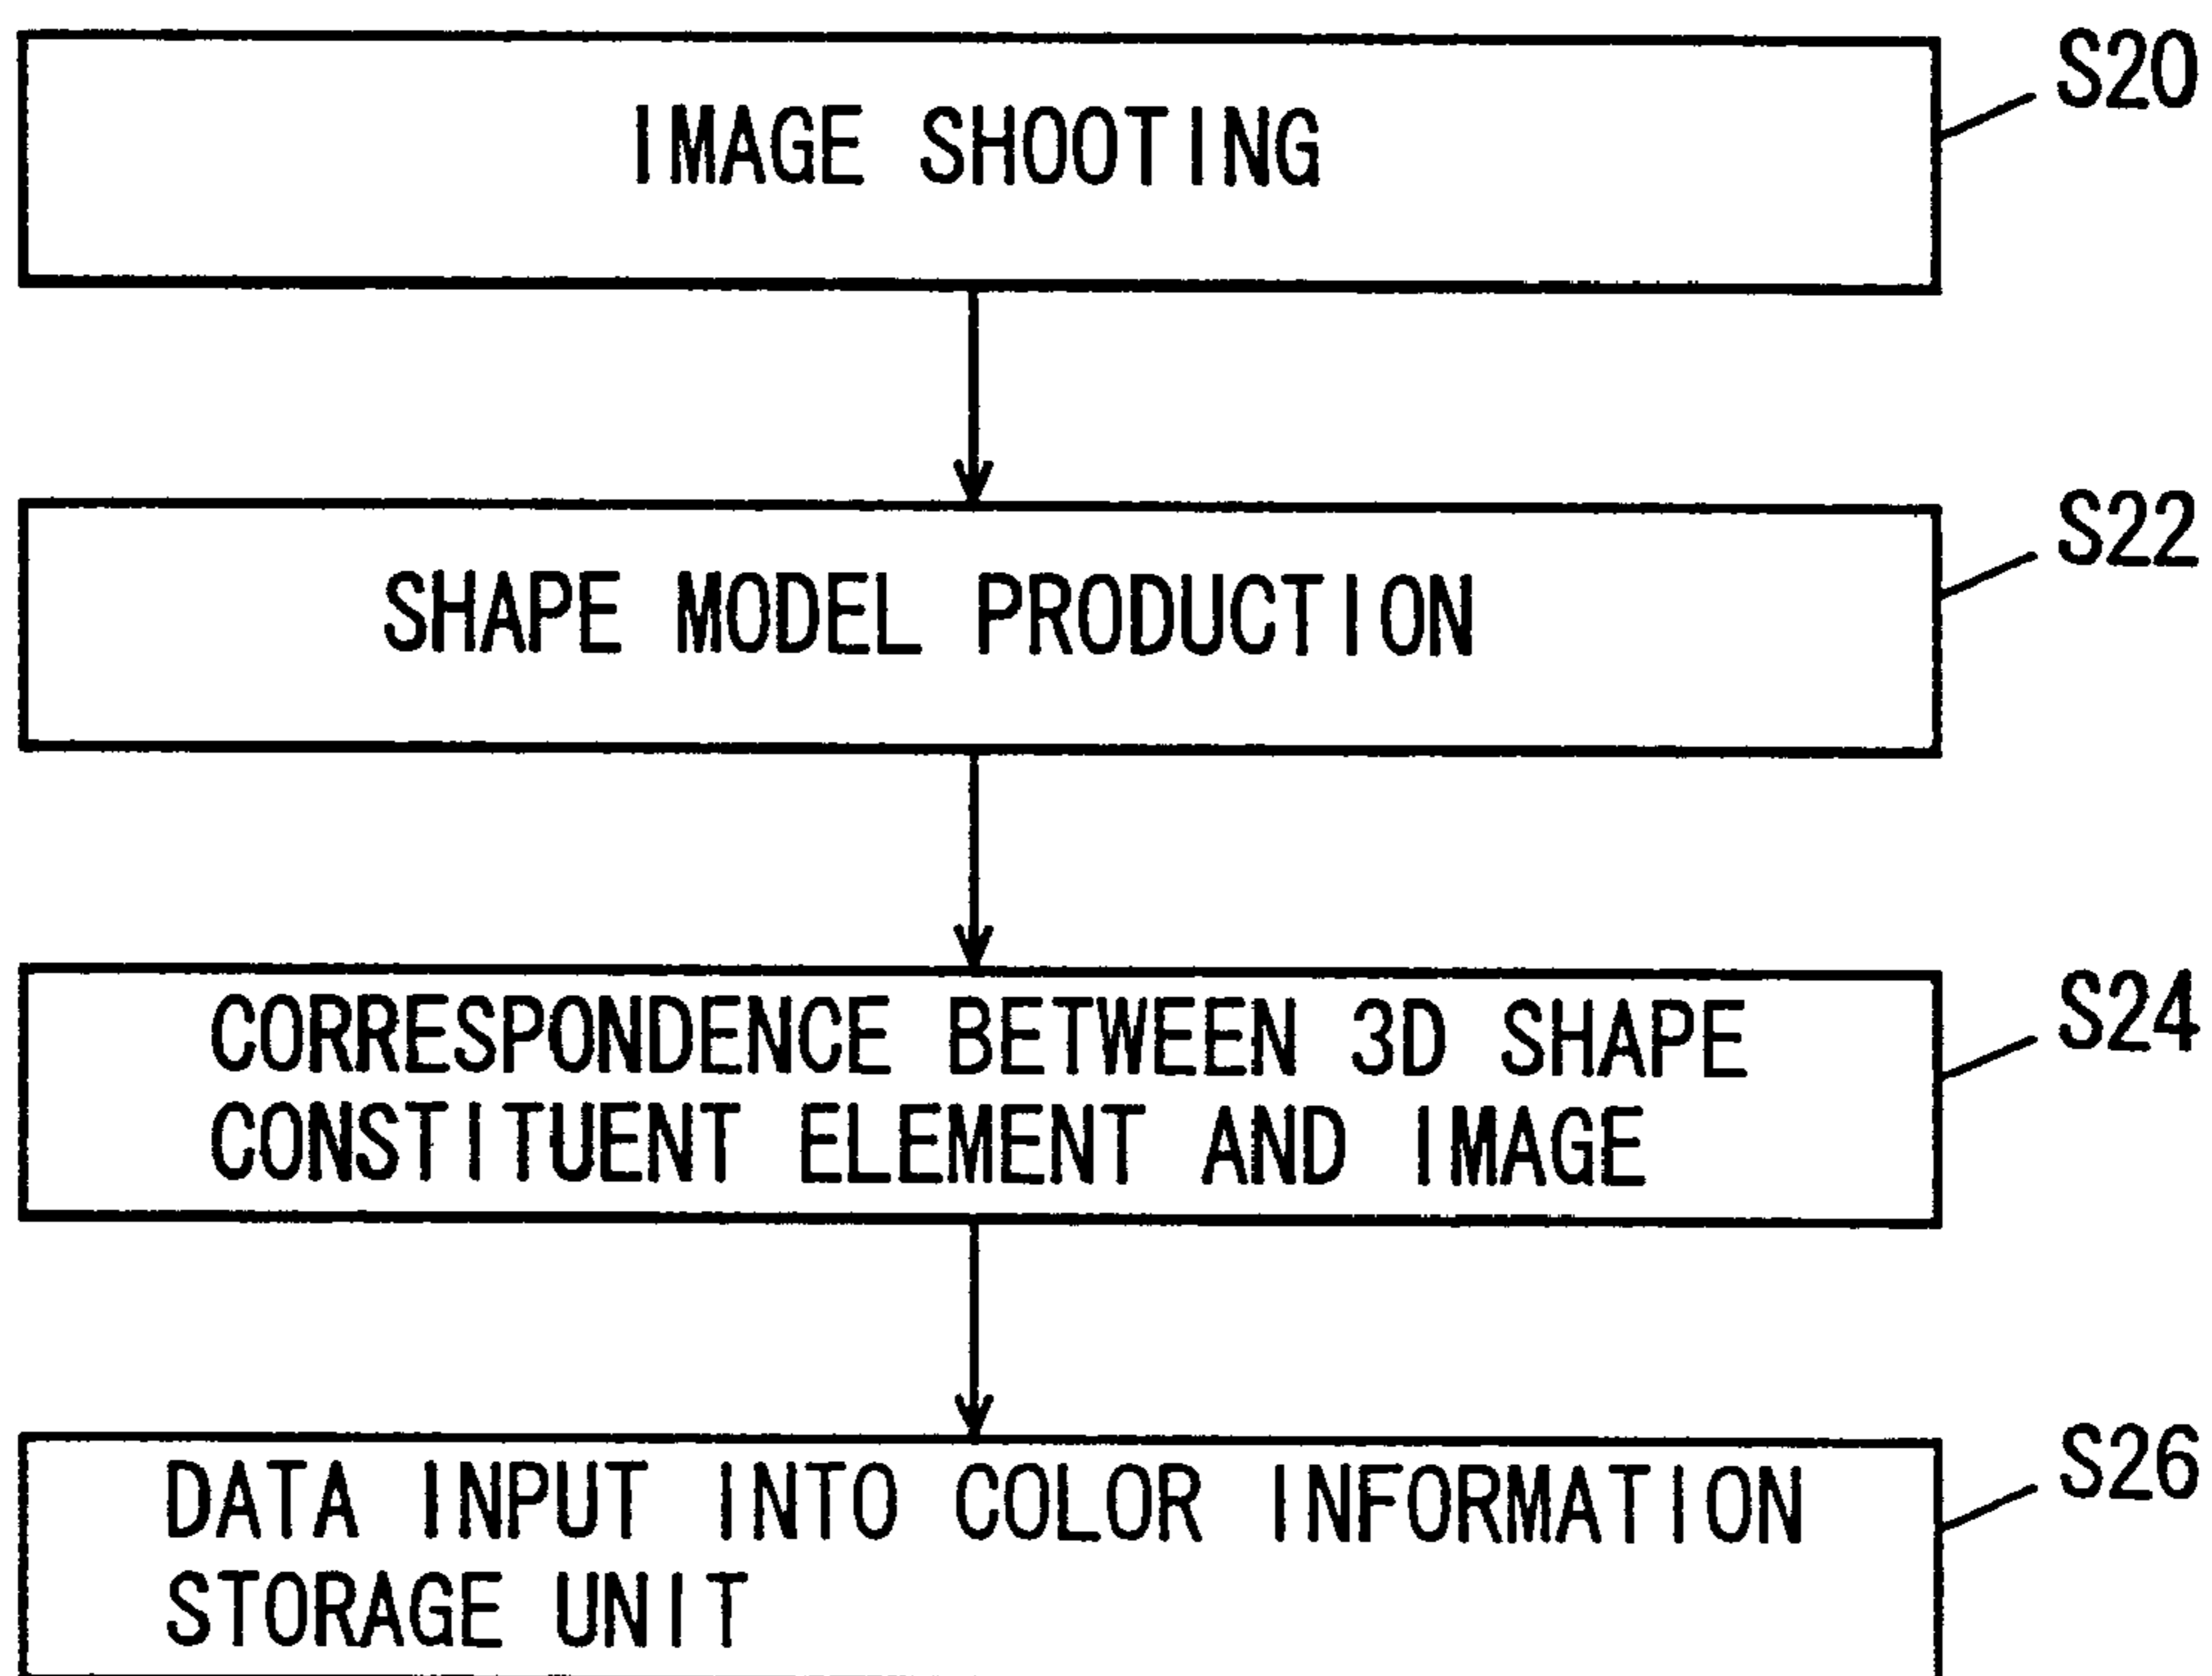 IMAGE SHOOTING
S20
SHAPE MODEL PRODUCTION
S22
CORRESPONDENCE BETWEEN 3D SHAPE
CONSTITUENT ELEMENT AND IMAGE
S24
DATA INPUT INTO COLOR INFORMATION
STORAGE UNIT
S26